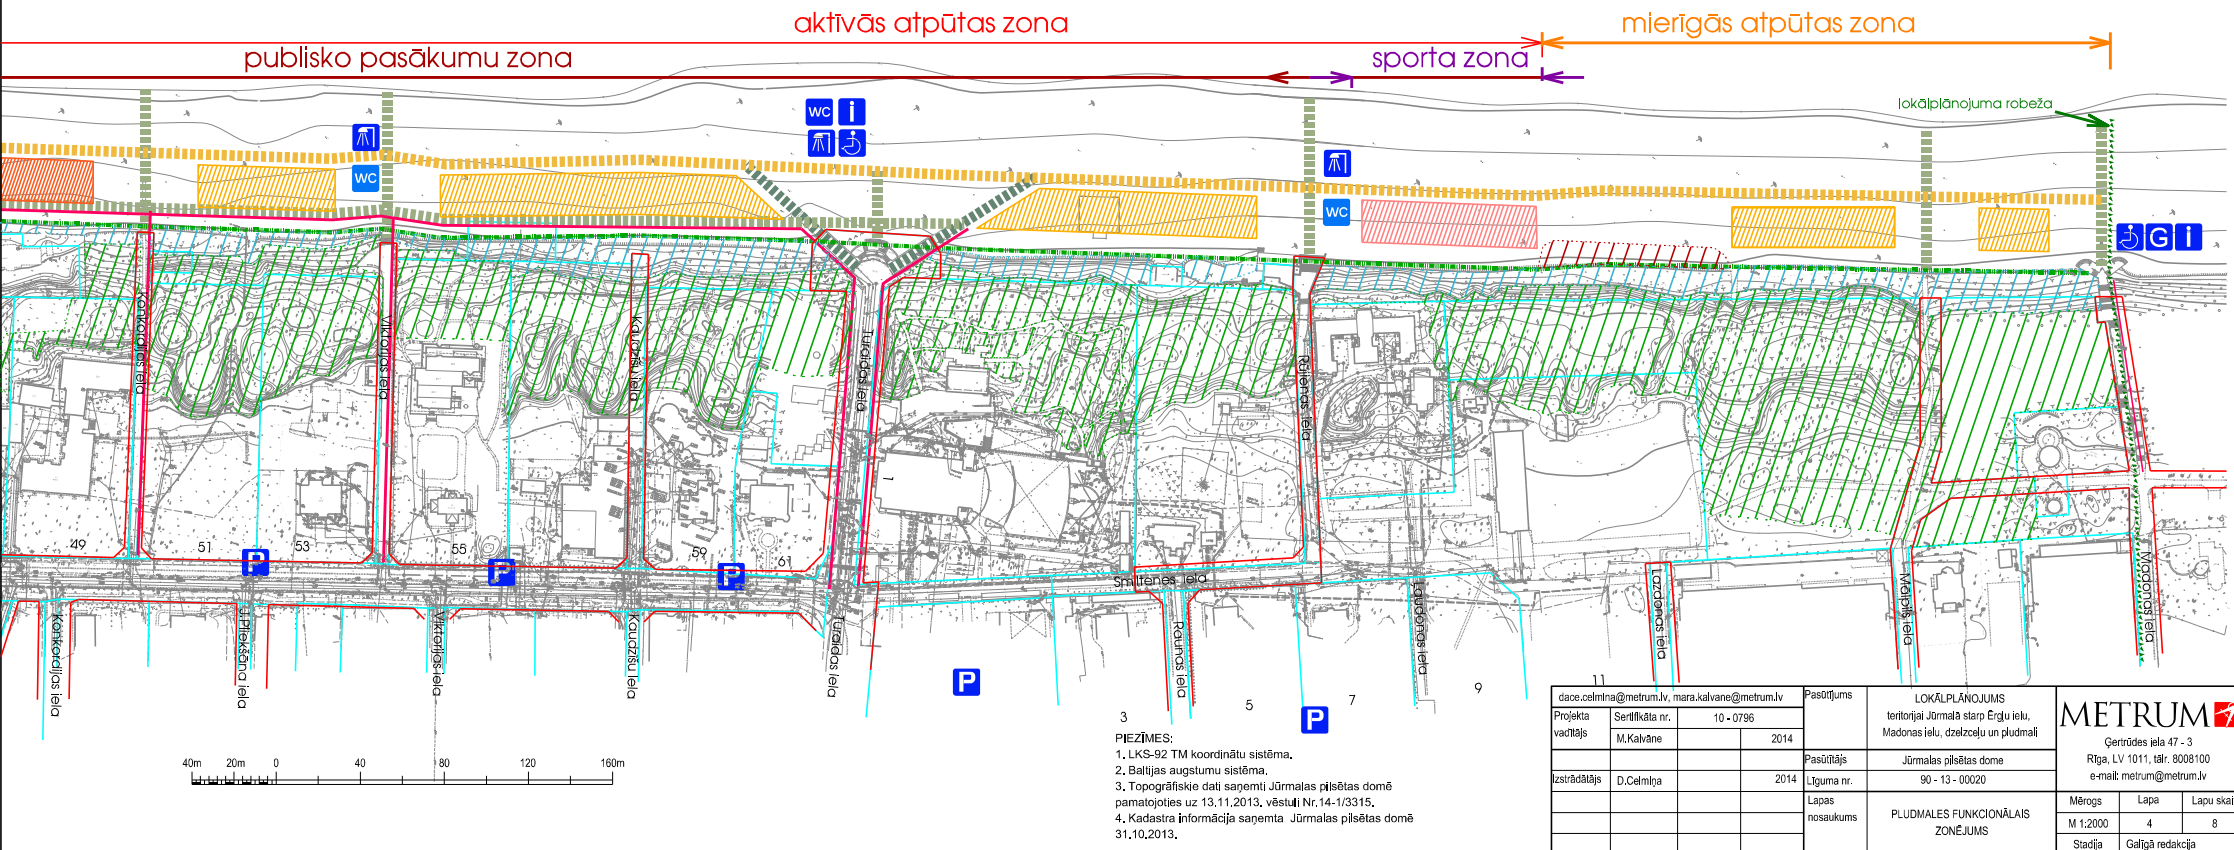 aktīvās atpūtas zona
mierīgās atpūtas zona
publisko pasākumu zona
sporta zona
lokālplānojuma robeža
WC i
WC
WC
G i
Konkordijas iela
Viktorijas iela
Kaudzīšu iela
Turaidas iela
Rūjienas iela
1
49
51
53
55
59
61
P
P
P
Smiltenes iela
Konkordijas iela
J.Pliekšāna iela
Viktorijas iela
Kaudzīšu iela
Turaidas iela
Raunas iela
Laudonas iela
Lazdonas iela
Mālpils iela
Madonas iela
P
P
3
5
7
9
11
40m 20m 0 40 80 120 160m
PIEZĪMES:
1. LKS-92 TM koordinātu sistēma.
2. Baltijas augstumu sistēma.
3. Topogrāfiskie dati saņemti Jūrmalas pilsētas domē
pamatojoties uz 13.11.2013. vēstuli Nr.14-1/3315.
4. Kadastra informācija saņemta Jūrmalas pilsētas domē
31.10.2013.
dace.celmina@metrum.lv, mara.kalvane@metrum.lv
Projekta vadītājs
Sertifikāta nr. 10 - 0796
M.Kalvāne 2014
Izstrādātājs D.Celmiņa 2014
Pasūtījums
LOKĀLPLĀNOJUMS
teritorijai Jūrmalā starp Ērgļu ielu,
Madonas ielu, dzelzceļu un pludmali
Pasūtītājs Jūrmalas pilsētas dome
Līguma nr. 90 - 13 - 00020
Lapas nosaukums
PLUDMALES FUNKCIONĀLAIS
ZONĒJUMS
METRUM
Ģertrūdes iela 47 - 3
Rīga, LV 1011, tālr. 8008100
e-mail: metrum@metrum.lv
Mērogs Lapa Lapu skai
M 1:2000 4 8
Stadija Galīgā redakcija